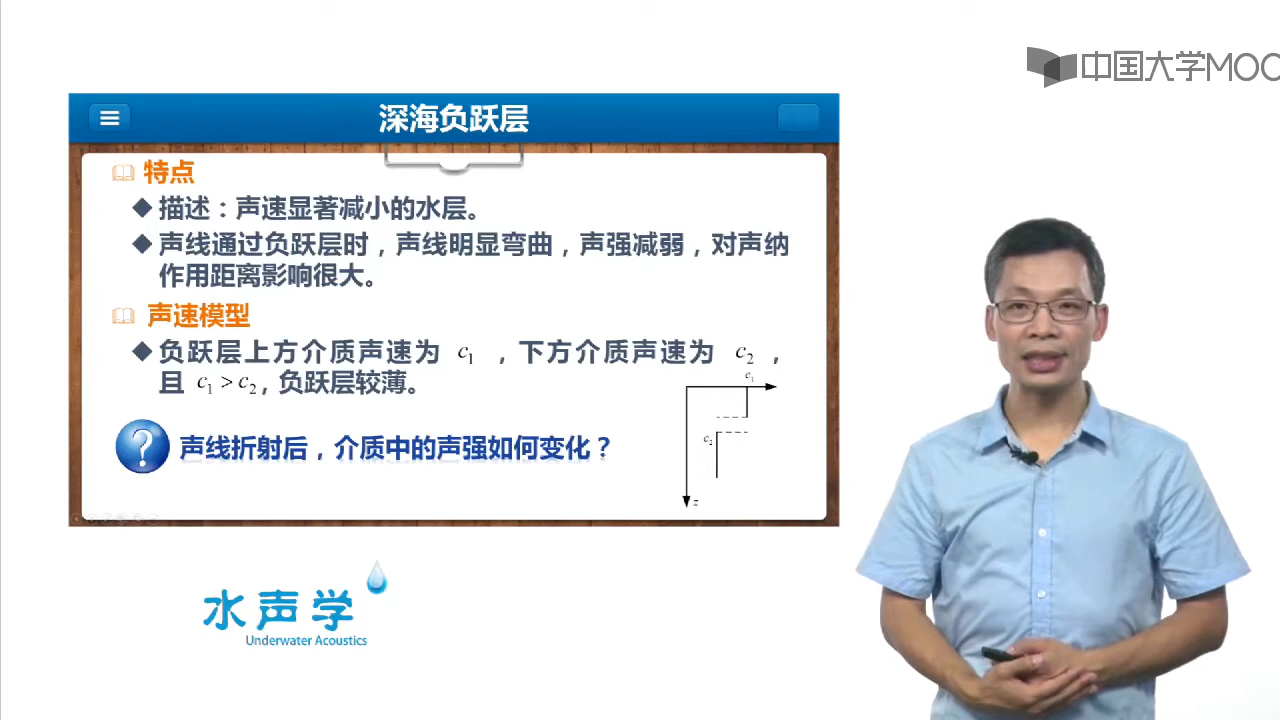 中国大学MOO
深海负跃层
特点
描述：声速显著减小的水层。
声线通过负跃层时，声线明显弯曲，声强减弱，对声纳
作用距离影响很大。
声速模型
负跃层上方介质声速为 c₁ ，下方介质声速为 c₂ ，
且 c₁ > c₂, 负跃层较薄。
c₁
c₂
z
声线折射后，介质中的声强如何变化？
水声学
Underwater Acoustics